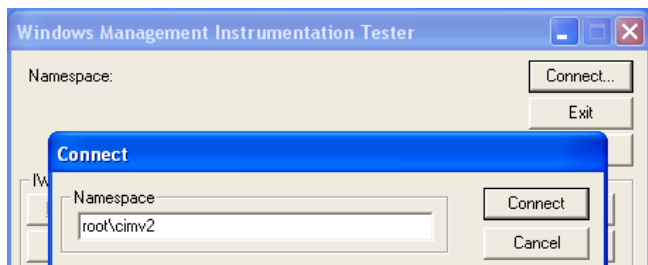 Windows Management Instrumentation Tester
Namespace:
Connect...
Exit
Connect
Namespace
Connect
root\cimv2
Cancel